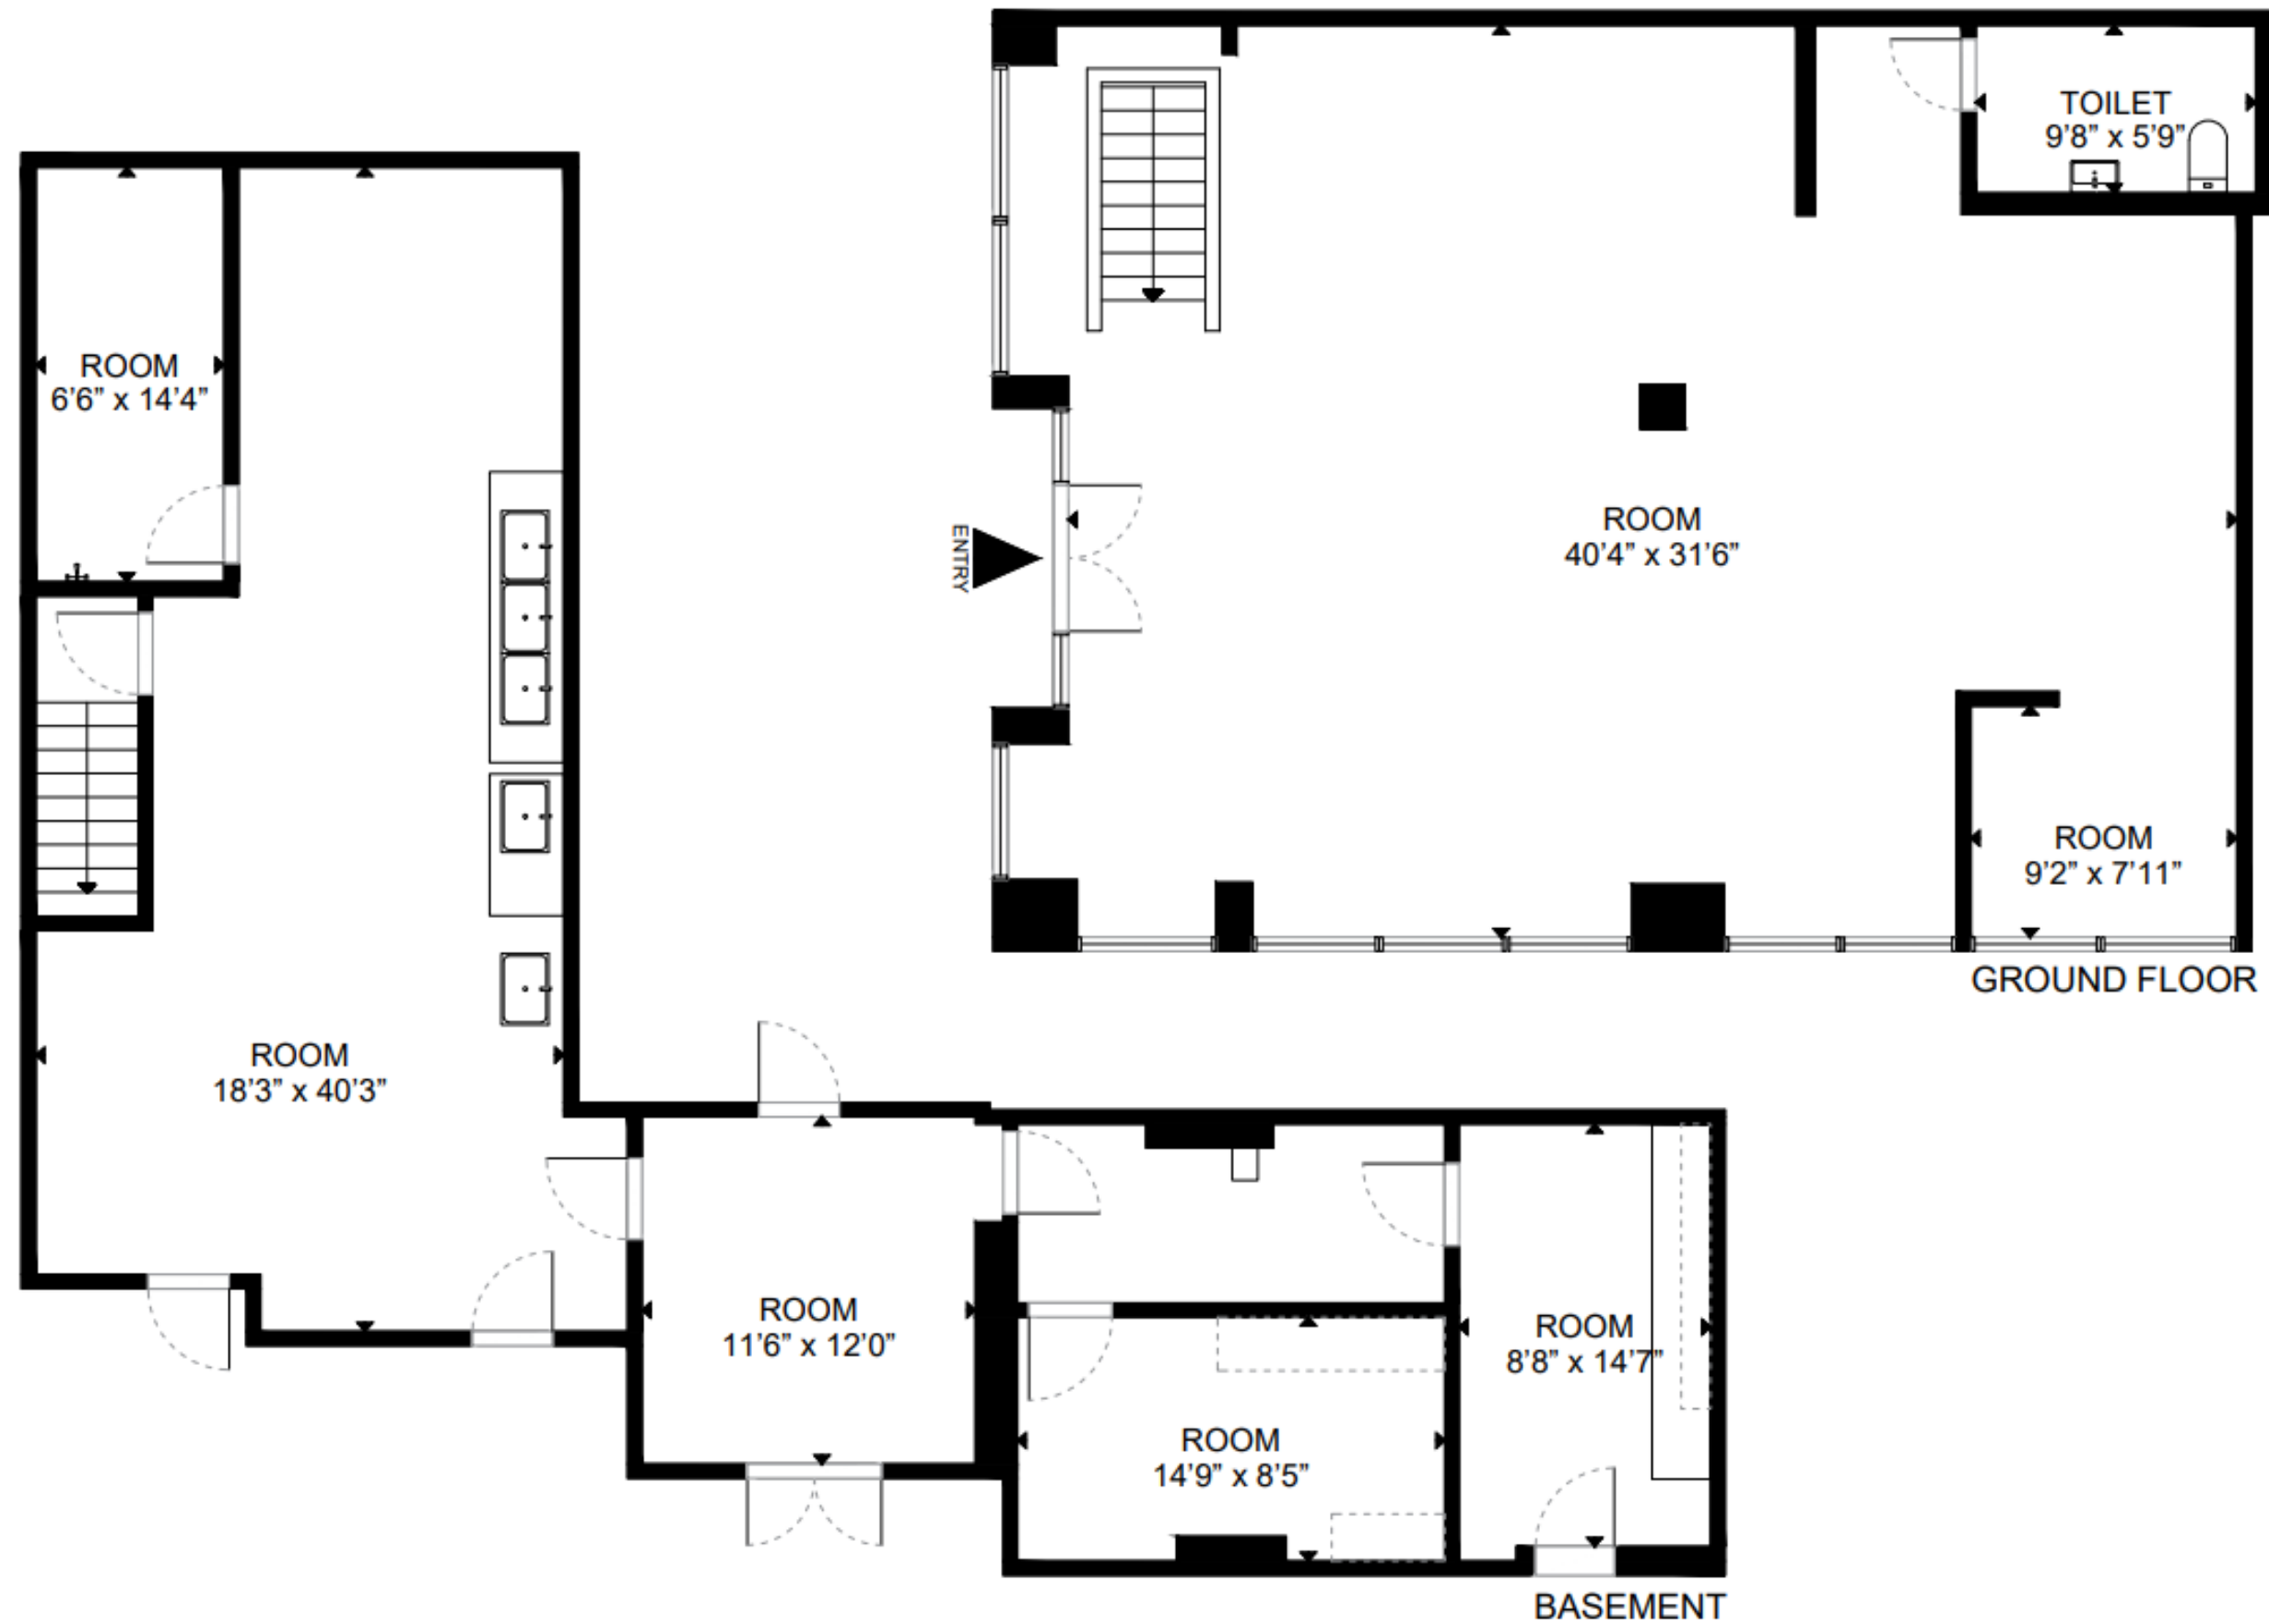 TOILET
9'8” x 5'9”
ROOM
6'6” x 14'4”
ENTRY
ROOM
40'4” x 31'6”
ROOM
9'2” x 7'11”
GROUND FLOOR
ROOM
18'3” x 40'3”
ROOM
11'6” x 12'0”
ROOM
8'8” x 14'7”
ROOM
14'9” x 8'5”
BASEMENT